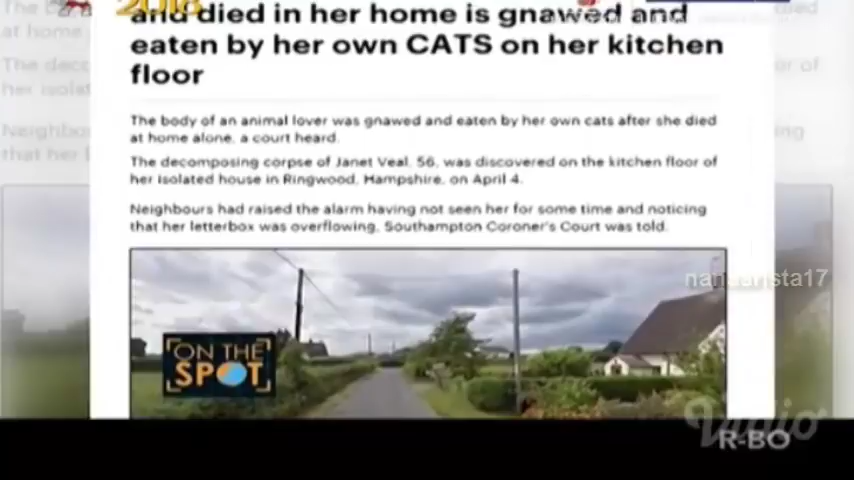 2018
and died in her home is gnawed and
eaten by her own CATS on her kitchen
floor
The body of an animal lover was gnawed and eaten by her own cats after she died
at home alone, a court heard.
The decomposing corpse of Janet Veal, 56, was discovered on the kitchen floor of
her isolated house in Ringwood, Hampshire, on April 4.
Neighbours had raised the alarm having not seen her for some time and noticing
that her letterbox was overflowing, Southampton Coroner's Court was told.
ON THE
SPOT
Vidio
R-BO